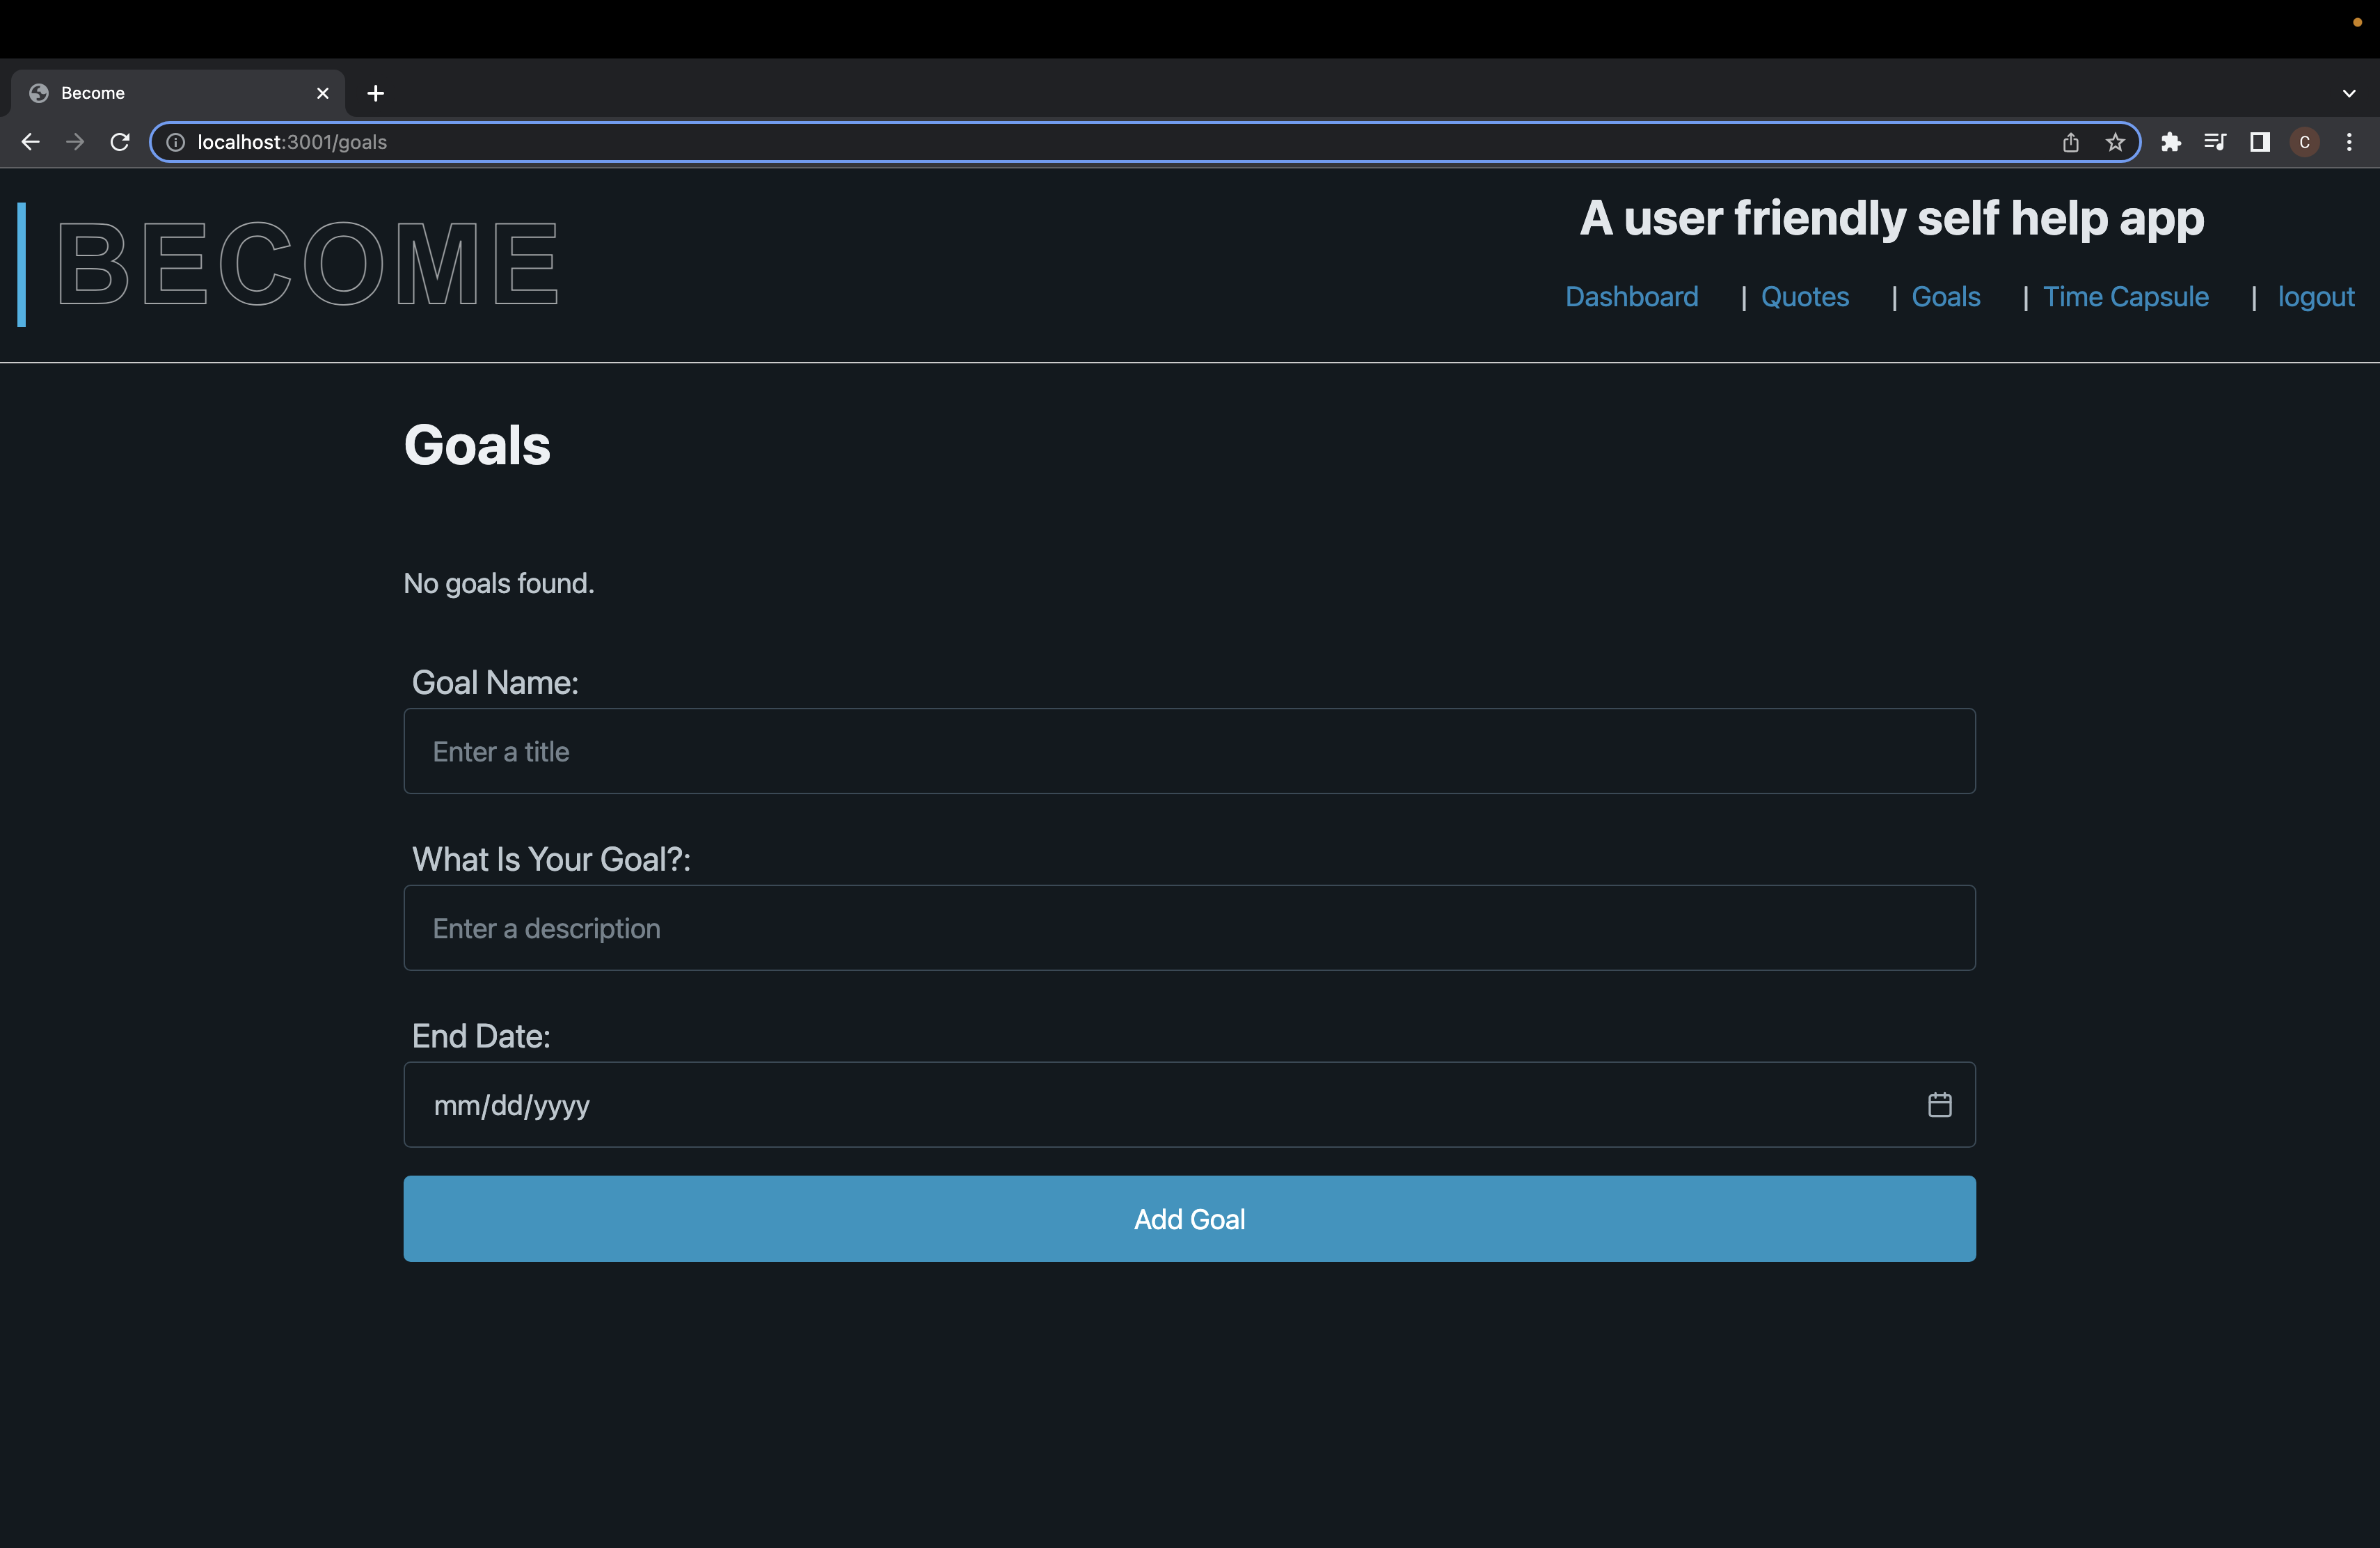 Become
localhost:3001/goals
C
BECOME
A user friendly self help app
Dashboard | Quotes | Goals | Time Capsule | logout
Goals
No goals found.
Goal Name:
Enter a title
What Is Your Goal?:
Enter a description
End Date:
mm/dd/yyyy
Add Goal